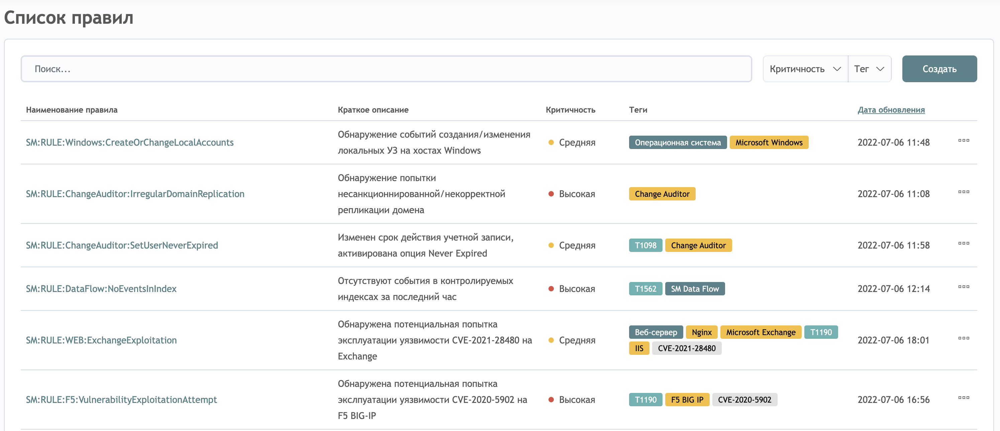 Список правил
Поиск...
Критичность
Тег
Создать
Наименование правила
Краткое описание
Критичность
Теги
Дата обновления
SM:RULE:Windows:CreateOrChangeLocalAccounts
Обнаружение событий создания/изменения
локальных УЗ на хостах Windows
Средняя
Операционная система
Microsoft Windows
2022-07-06 11:48
SM:RULE:ChangeAuditor:IrregularDomainReplication
Обнаружение попытки
несанкционнированной/некорректной
репликации домена
Высокая
Change Auditor
2022-07-06 11:08
SM:RULE:ChangeAuditor:SetUserNeverExpired
Изменен срок действия учетной записи,
активирована опция Never Expired
Средняя
T1098
Change Auditor
2022-07-06 11:58
SM:RULE:DataFlow:NoEventsInIndex
Отсутствуют события в контролируемых
индексах за последний час
Высокая
T1562
SM Data Flow
2022-07-06 12:14
SM:RULE:WEB:ExchangeExploitation
Обнаружена потенциальная попытка
эксплуатации уязвимости CVE-2021-28480 на
Exchange
Средняя
Веб-сервер
Nginx
Microsoft Exchange
T1190
IIS
CVE-2021-28480
2022-07-06 18:01
SM:RULE:F5:VulnerabilityExploitationAttempt
Обнаружена потенциальная попытка
экслпуатации уязвимости CVE-2020-5902 на
F5 BIG-IP
Высокая
T1190
F5 BIG IP
CVE-2020-5902
2022-07-06 16:56